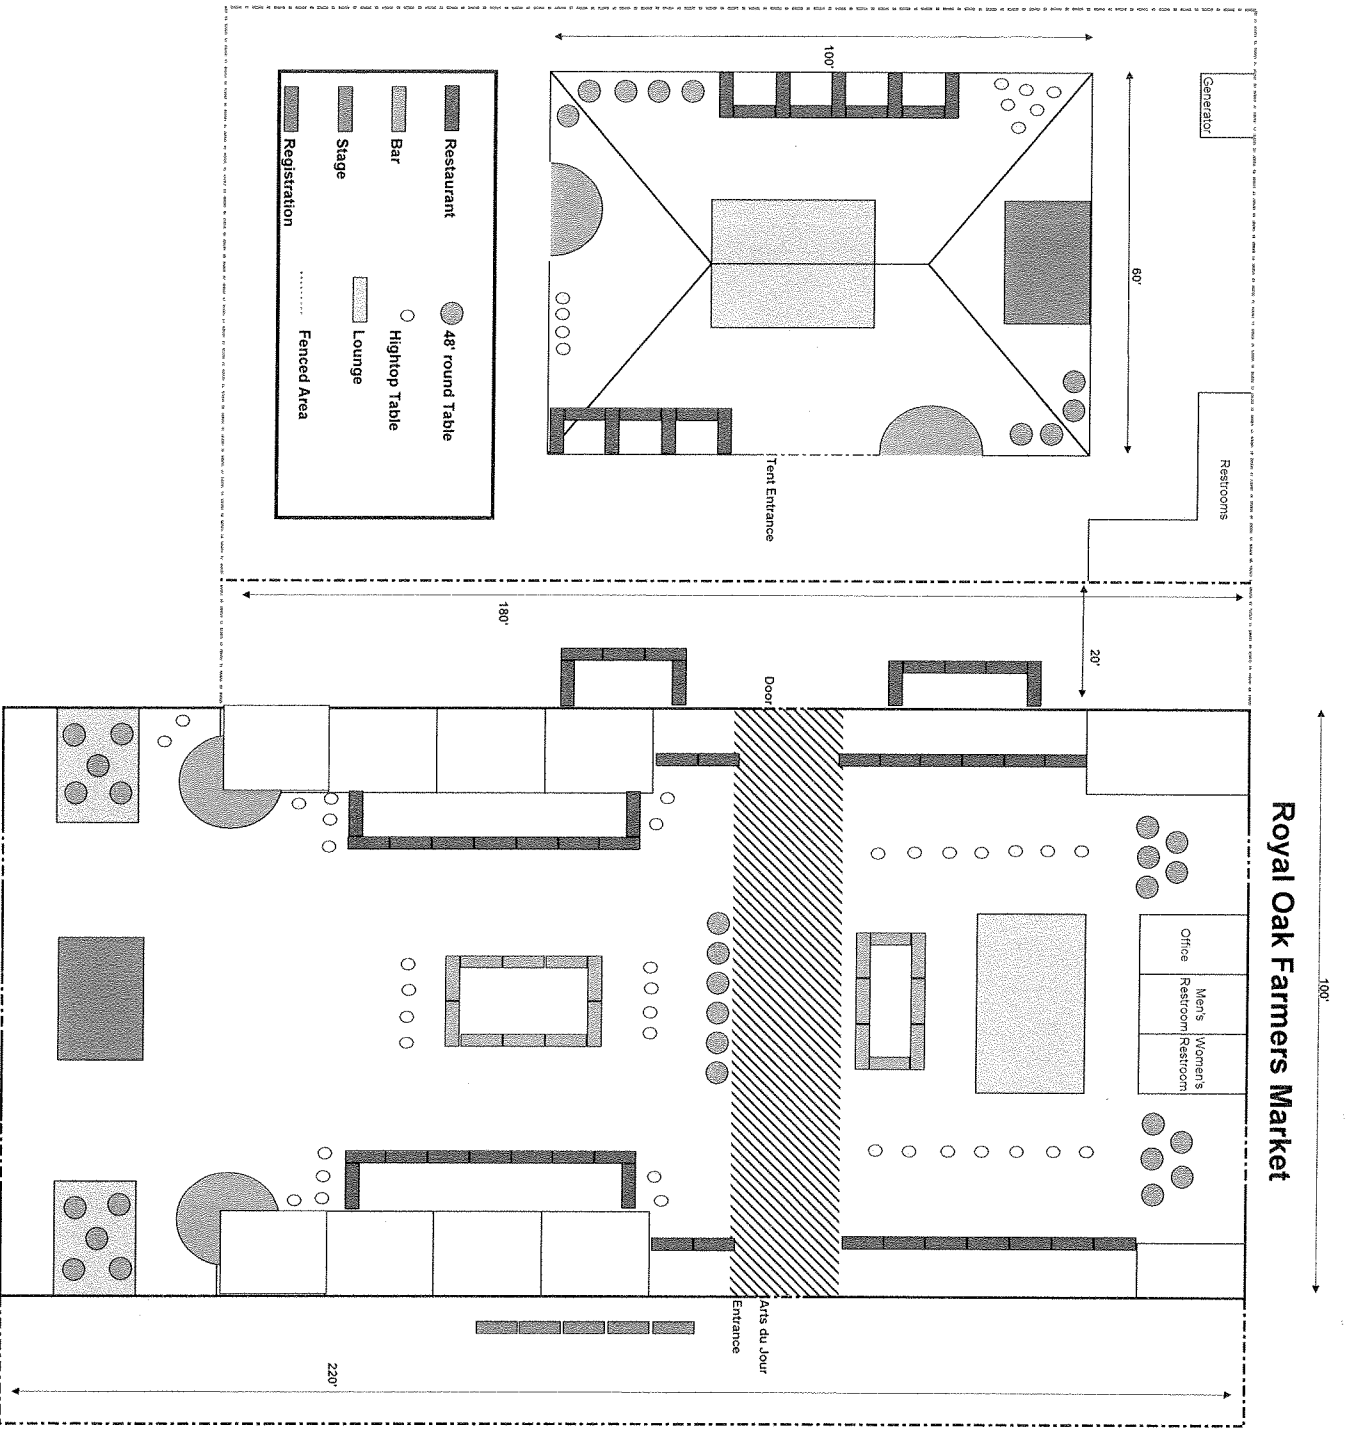 Royal Oak Farmers Market
100'
Generator
Restrooms
100'
60'
Tent Entrance
180'
20'
Door
Office
Men's
Restroom
Women's
Restroom
Arts du Jour
Entrance
220'
Restaurant
Bar
Stage
Registration
48' round Table
Hightop Table
Lounge
Fenced Area